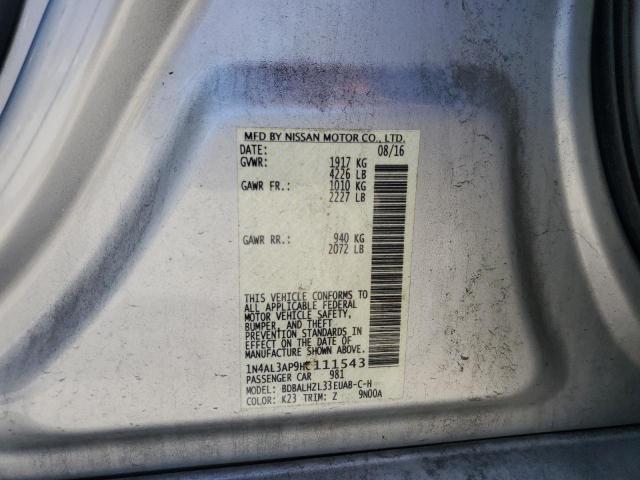 MFD BY NISSAN MOTOR CO., LTD.
DATE: 08/16
GVWR: 1917 KG
4226 LB
GAWR FR.: 1010 KG
2227 LB
GAWR RR.: 940 KG
2072 LB
THIS VEHICLE CONFORMS TO
ALL APPLICABLE FEDERAL
MOTOR VEHICLE SAFETY,
BUMPER, AND THEFT
PREVENTION STANDARDS IN
EFFECT ON THE DATE OF
MANUFACTURE SHOWN ABOVE.
1N4AL3AP9HC111543
PASSENGER CAR 981
MODEL: BDBALHZL33EUAB-C-H
COLOR: K23 TRIM: Z 9N00A